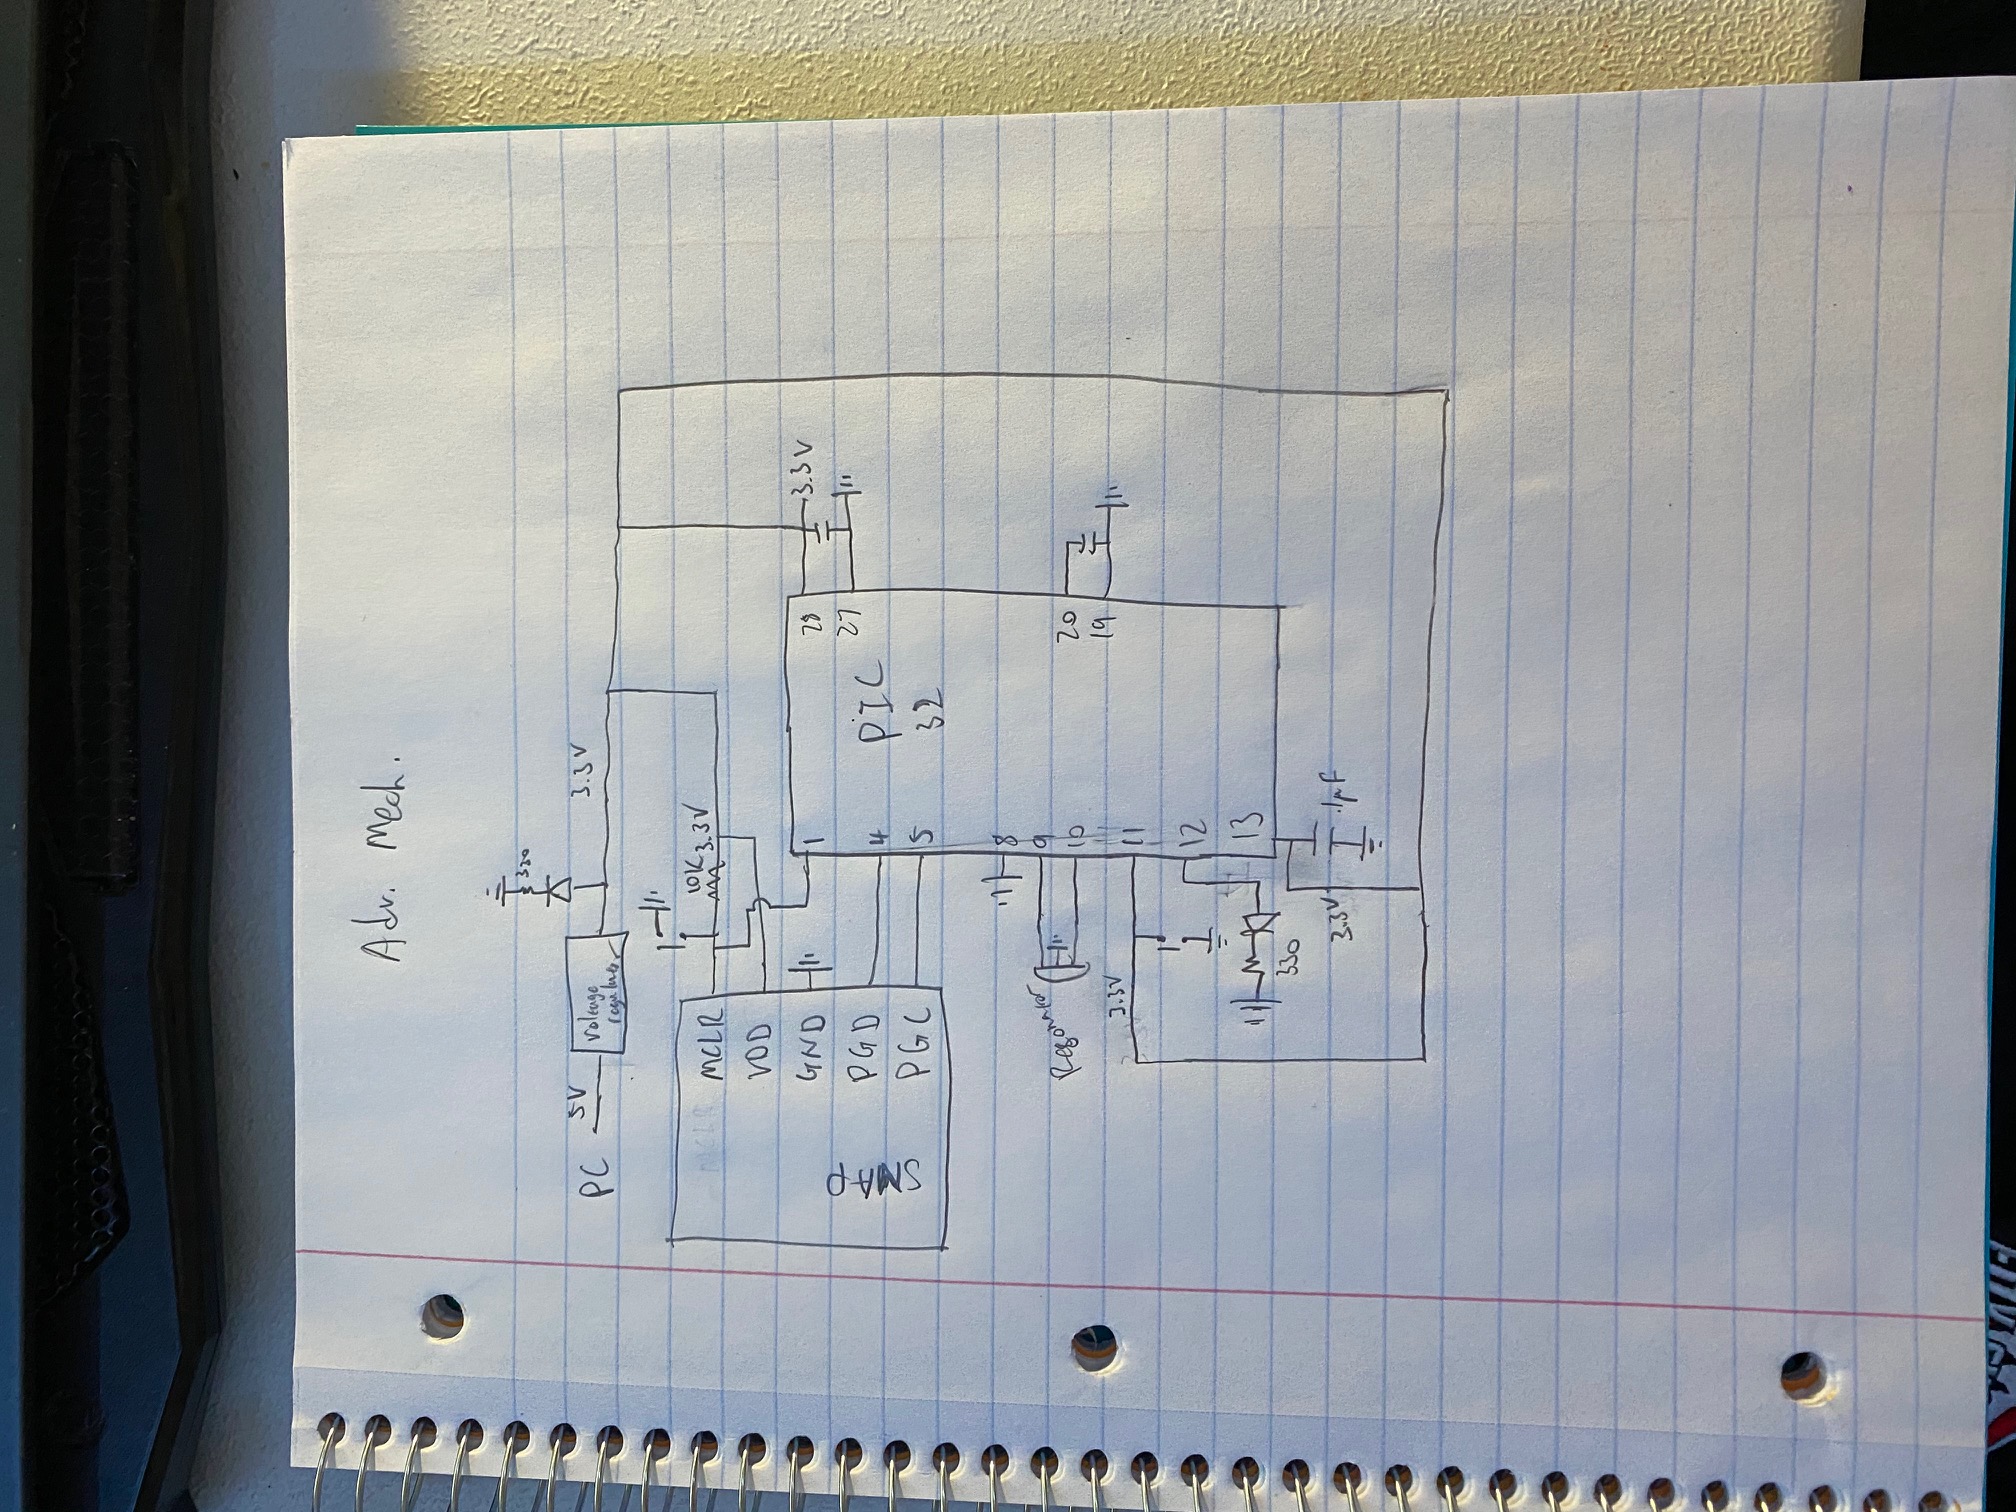 Adv. Mech.
330
PC 5V Voltage 3.3V
regulator
MCLR 10K 3.3V
VDD
GND
PGD
PGC
SNAP
1 28 3.3V
27
4 PIC
5 32
8
Resonator 9
10
20
19
3.3V 11
12
13
330
3.3V .1µF